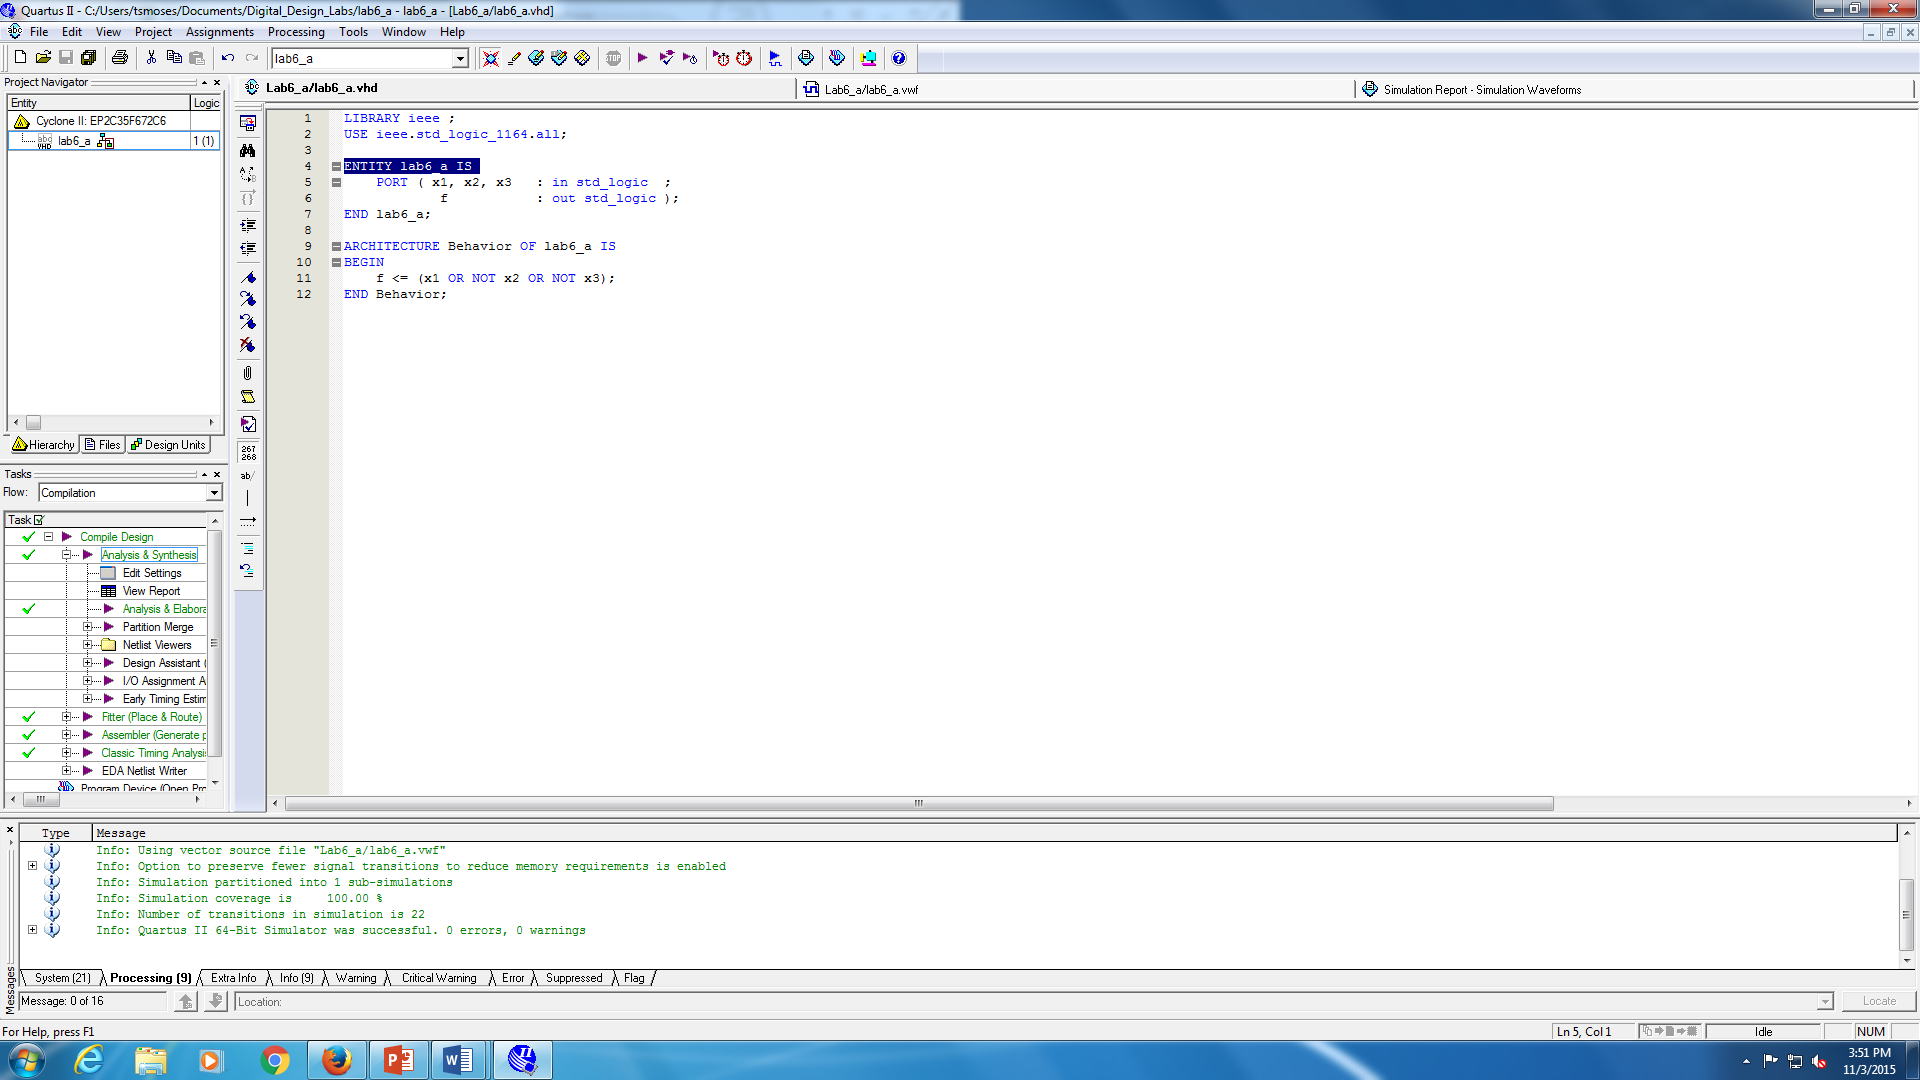 Quartus II - C:/Users/tsmoses/Documents/Digital_Design_Labs/lab6_a - lab6_a - [Lab6_a/lab6_a.vhd]
File Edit View Project Assignments Processing Tools Window Help
lab6_a
Project Navigator
Entity Logic
Cyclone II: EP2C35F672C6
lab6_a 1 (1)
Hierarchy Files Design Units
Tasks
Flow: Compilation
Task
Compile Design
Analysis & Synthesis
Edit Settings
View Report
Analysis & Elabora
Partition Merge
Netlist Viewers
Design Assistant (
I/O Assignment A
Early Timing Estim
Fitter (Place & Route)
Assembler (Generate p
Classic Timing Analysi
EDA Netlist Writer
Program Device (Open Pro
Lab6_a/lab6_a.vhd
Lab6_a/lab6_a.vwf
Simulation Report - Simulation Waveforms
267
268
ab/
1 LIBRARY ieee ;
2 USE ieee.std_logic_1164.all;
3
4 ENTITY lab6_a IS
5 PORT ( x1, x2, x3 : in std_logic ;
6 f : out std_logic );
7 END lab6_a;
8
9 ARCHITECTURE Behavior OF lab6_a IS
10 BEGIN
11 f <= (x1 OR NOT x2 OR NOT x3);
12 END Behavior;
Type Message
Info: Using vector source file "Lab6_a/lab6_a.vwf"
Info: Option to preserve fewer signal transitions to reduce memory requirements is enabled
Info: Simulation partitioned into 1 sub-simulations
Info: Simulation coverage is 100.00 %
Info: Number of transitions in simulation is 22
Info: Quartus II 64-Bit Simulator was successful. 0 errors, 0 warnings
System (21) Processing (9) Extra Info Info (9) Warning Critical Warning Error Suppressed Flag
Messages
Message: 0 of 16 Location: Locate
For Help, press F1 Ln 5, Col 1 Idle NUM
3:51 PM
11/3/2015